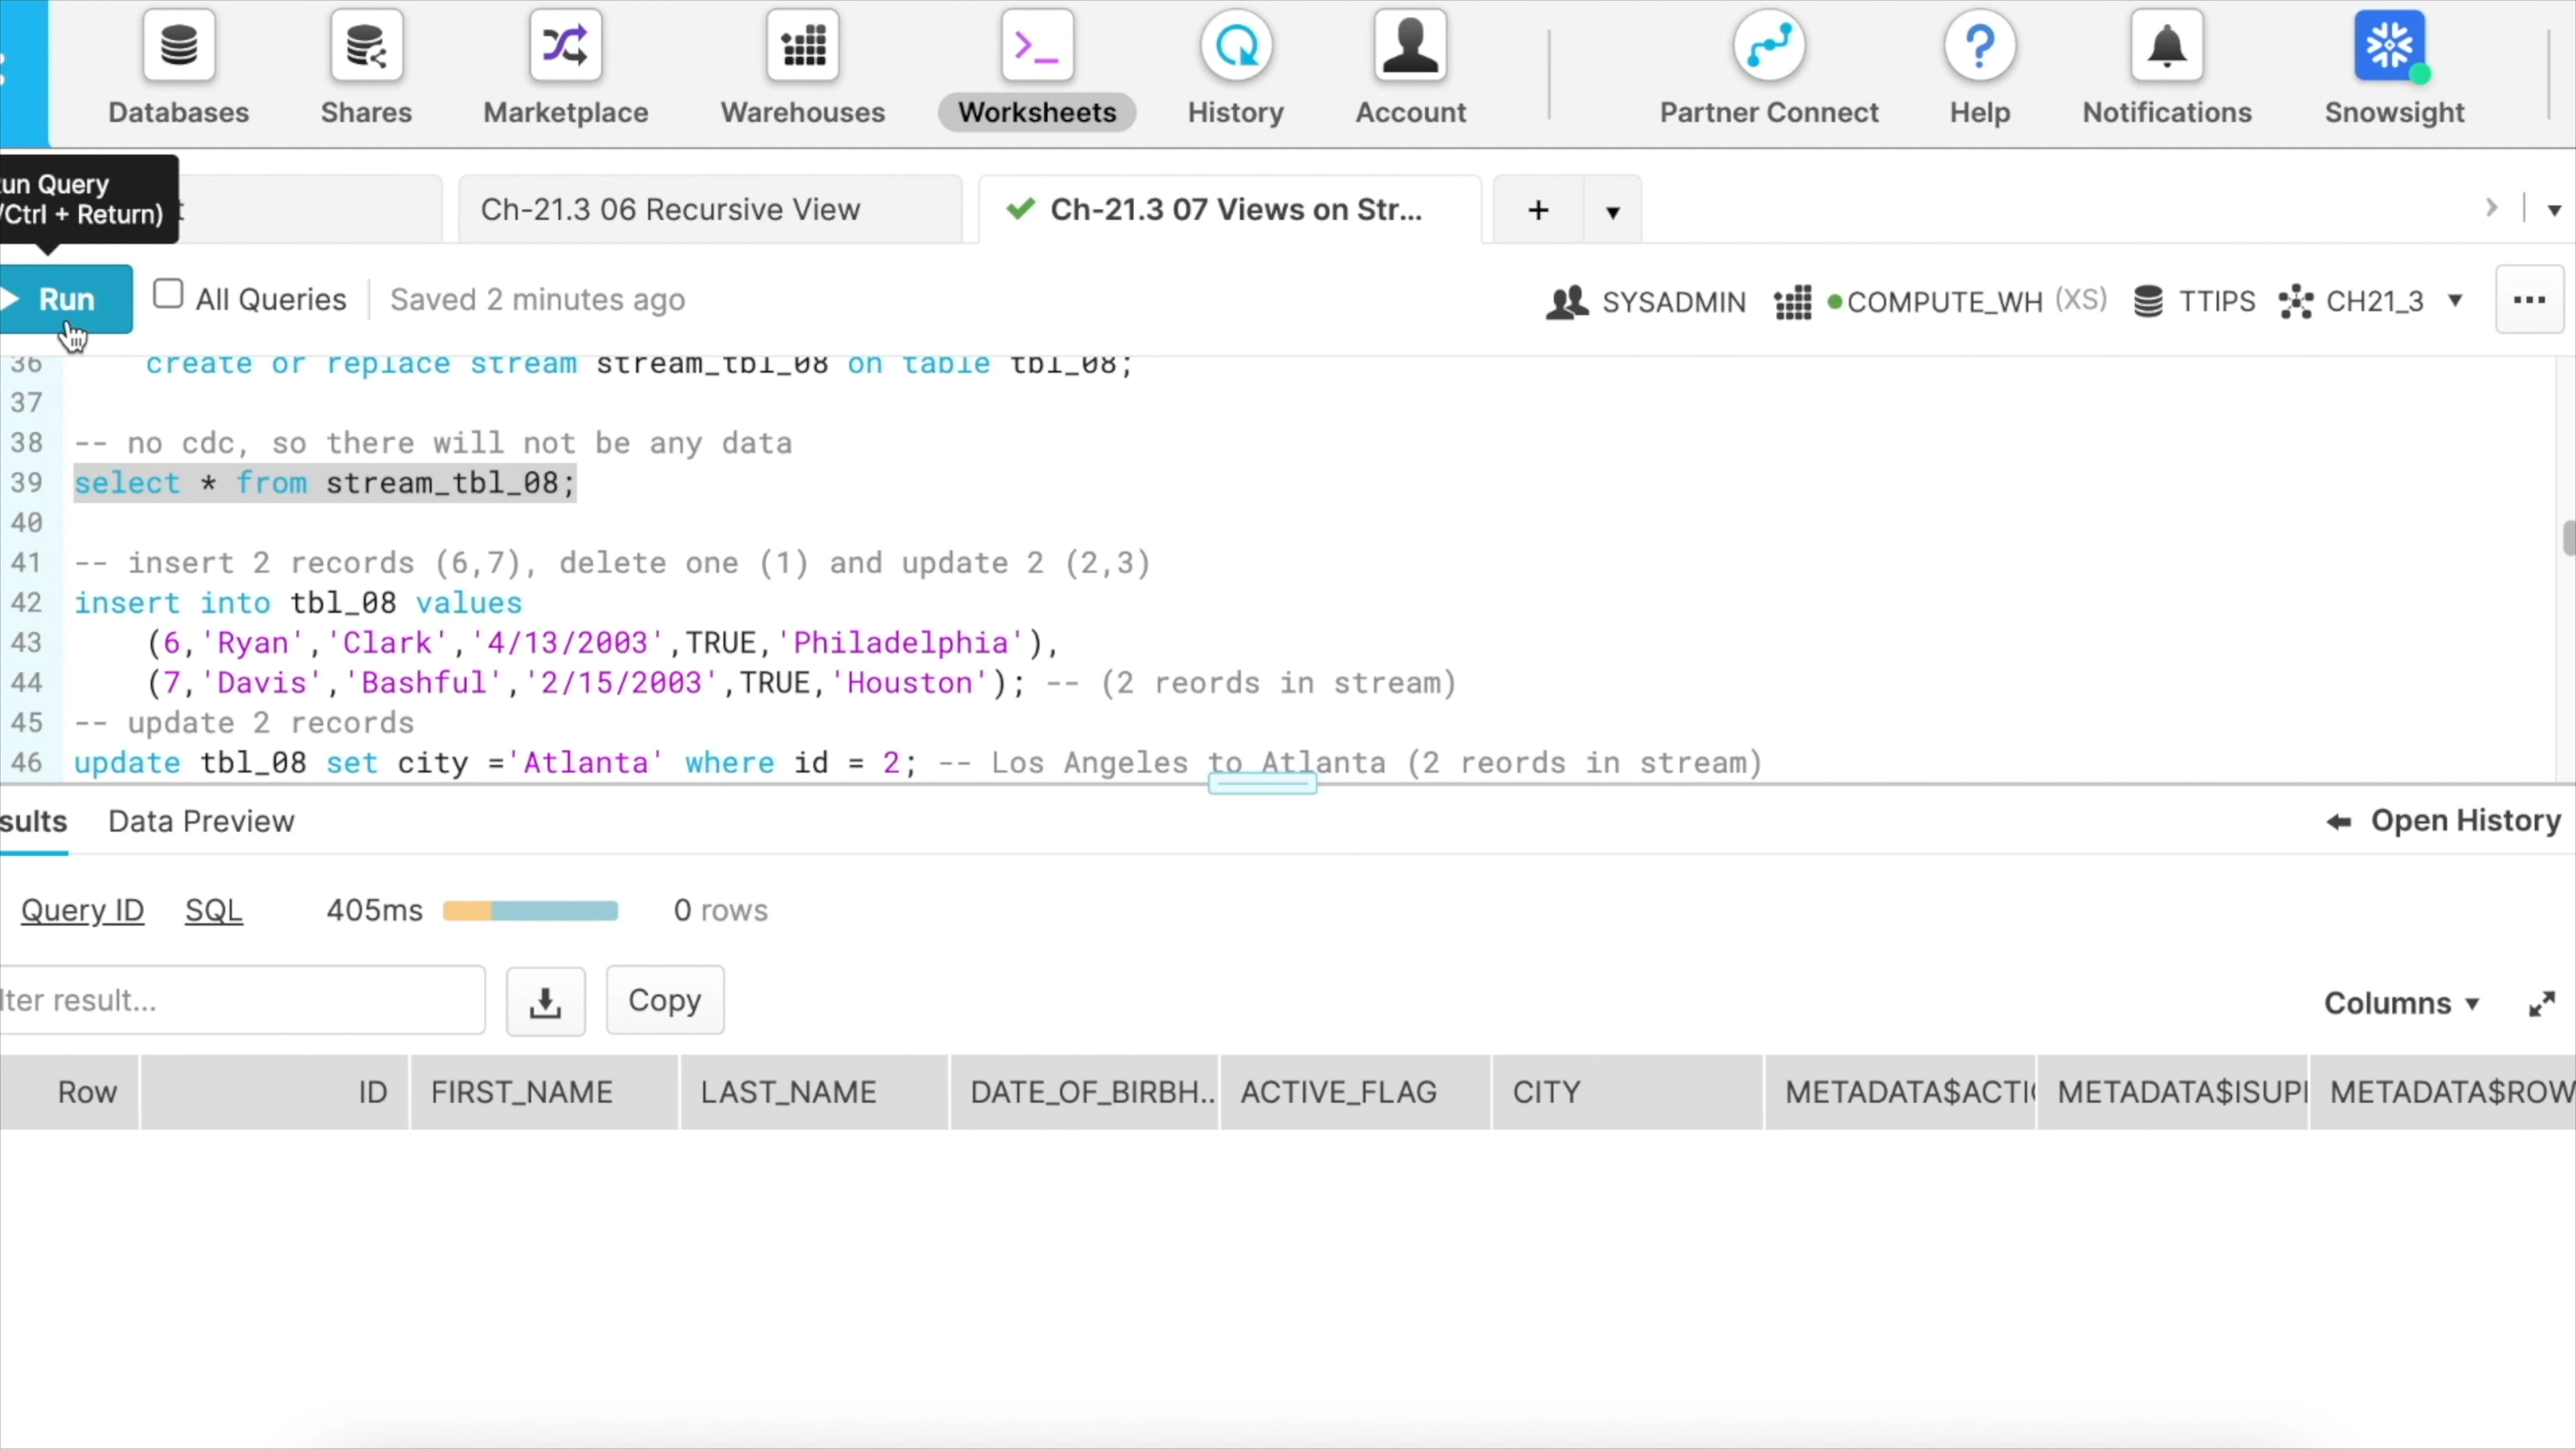 Databases Shares Marketplace Warehouses Worksheets History Account Partner Connect Help Notifications Snowsight
un Query
/Ctrl + Return)
Ch-21.3 06 Recursive View
Ch-21.3 07 Views on Str...
+
Run
All Queries
Saved 2 minutes ago
SYSADMIN
COMPUTE_WH (XS)
TTIPS
CH21_3
36 create or replace stream stream_tbl_08 on table tbl_08;
37
38 -- no cdc, so there will not be any data
39 select * from stream_tbl_08;
40
41 -- insert 2 records (6,7), delete one (1) and update 2 (2,3)
42 insert into tbl_08 values
43 (6,'Ryan','Clark','4/13/2003',TRUE,'Philadelphia'),
44 (7,'Davis','Bashful','2/15/2003',TRUE,'Houston'); -- (2 reords in stream)
45 -- update 2 records
46 update tbl_08 set city ='Atlanta' where id = 2; -- Los Angeles to Atlanta (2 reords in stream)
sults Data Preview
Open History
Query ID SQL 405ms 0 rows
lter result...
Copy
Columns
Row ID FIRST_NAME LAST_NAME DATE_OF_BIRBH... ACTIVE_FLAG CITY METADATA$ACTI METADATA$ISUP METADATA$ROW